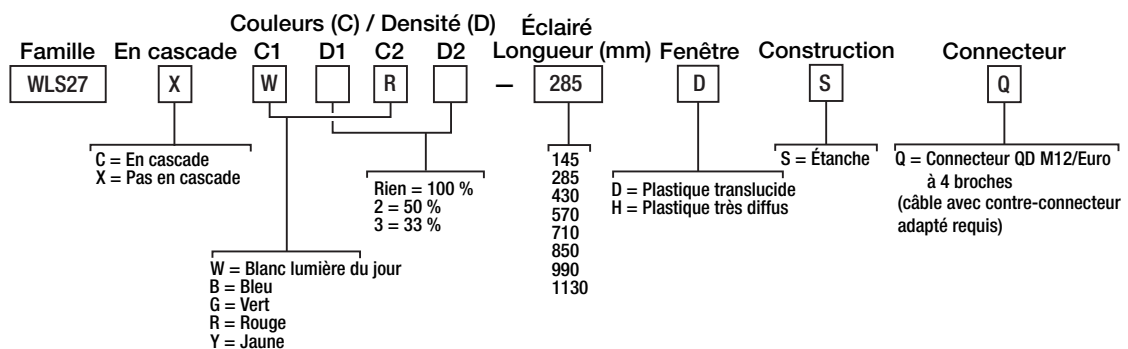 Couleurs (C) / Densité (D)
Famille En cascade C1 D1 C2 D2 Éclairé Longueur (mm) Fenêtre Construction Connecteur
WLS27 X W R – 285 D S Q
C = En cascade
X = Pas en cascade
Rien = 100 %
2 = 50 %
3 = 33 %
W = Blanc lumière du jour
B = Bleu
G = Vert
R = Rouge
Y = Jaune
145
285
430
570
710
850
990
1130
D = Plastique translucide
H = Plastique très diffus
S = Étanche
Q = Connecteur QD M12/Euro
à 4 broches
(câble avec contre-connecteur
adapté requis)